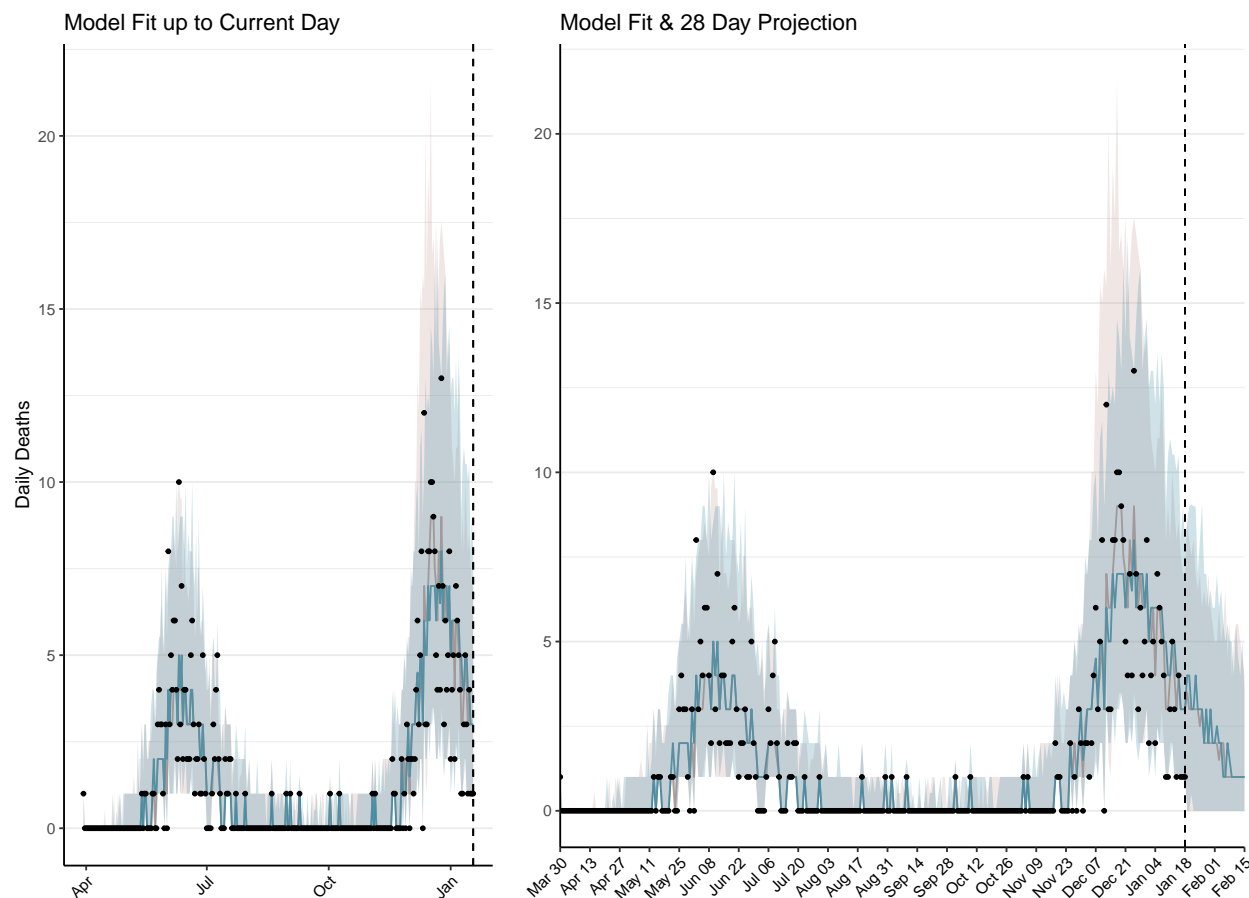 Model Fit up to Current Day
Daily Deaths
20
15
10
5
0
Apr
Jul
Oct
Jan
Model Fit & 28 Day Projection
20
15
10
5
0
Mar 30
Apr 13
Apr 27
May 11
May 25
Jun 08
Jun 22
Jul 06
Jul 20
Aug 03
Aug 17
Aug 31
Sep 14
Sep 28
Oct 12
Oct 26
Nov 09
Nov 23
Dec 07
Dec 21
Jan 04
Jan 18
Feb 01
Feb 15